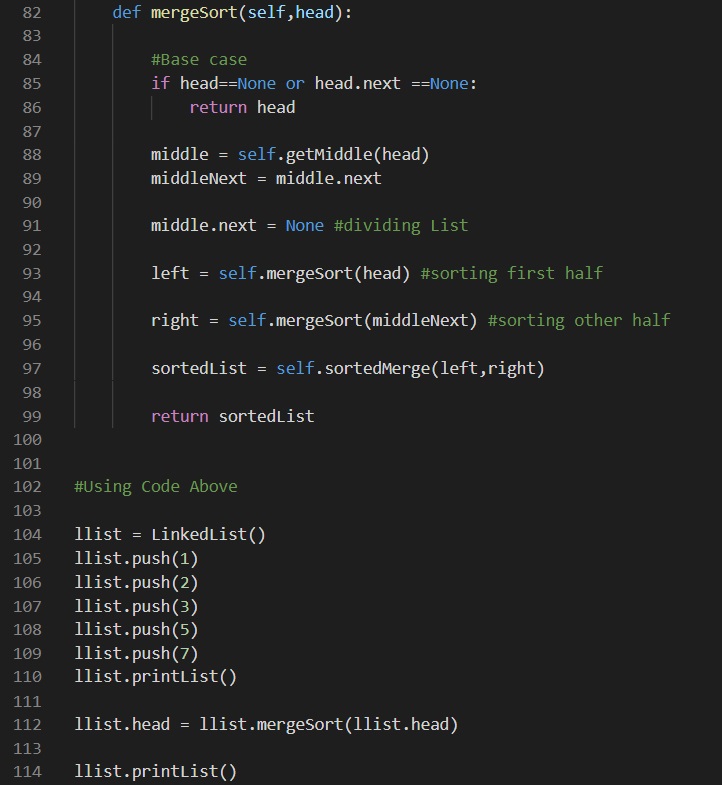 82 def mergeSort(self,head):
83
84 #Base case
85 if head==None or head.next ==None:
86 return head
87
88 middle = self.getMiddle(head)
89 middleNext = middle.next
90
91 middle.next = None #dividing List
92
93 left = self.mergeSort(head) #sorting first half
94
95 right = self.mergeSort(middleNext) #sorting other half
96
97 sortedList = self.sortedMerge(left,right)
98
99 return sortedList
100
101
102 #Using Code Above
103
104 llist = LinkedList()
105 llist.push(1)
106 llist.push(2)
107 llist.push(3)
108 llist.push(5)
109 llist.push(7)
110 llist.printList()
111
112 llist.head = llist.mergeSort(llist.head)
113
114 llist.printList()